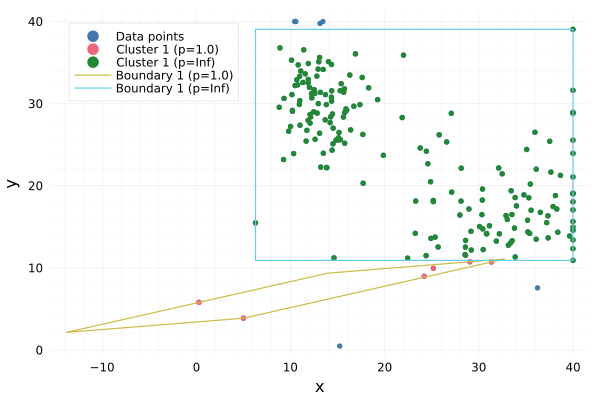 Data points
Cluster 1 (p=1.0)
Cluster 1 (p=Inf)
Boundary 1 (p=1.0)
Boundary 1 (p=Inf)
40
30
20
10
0
y
−10 0 10 20 30 40
x